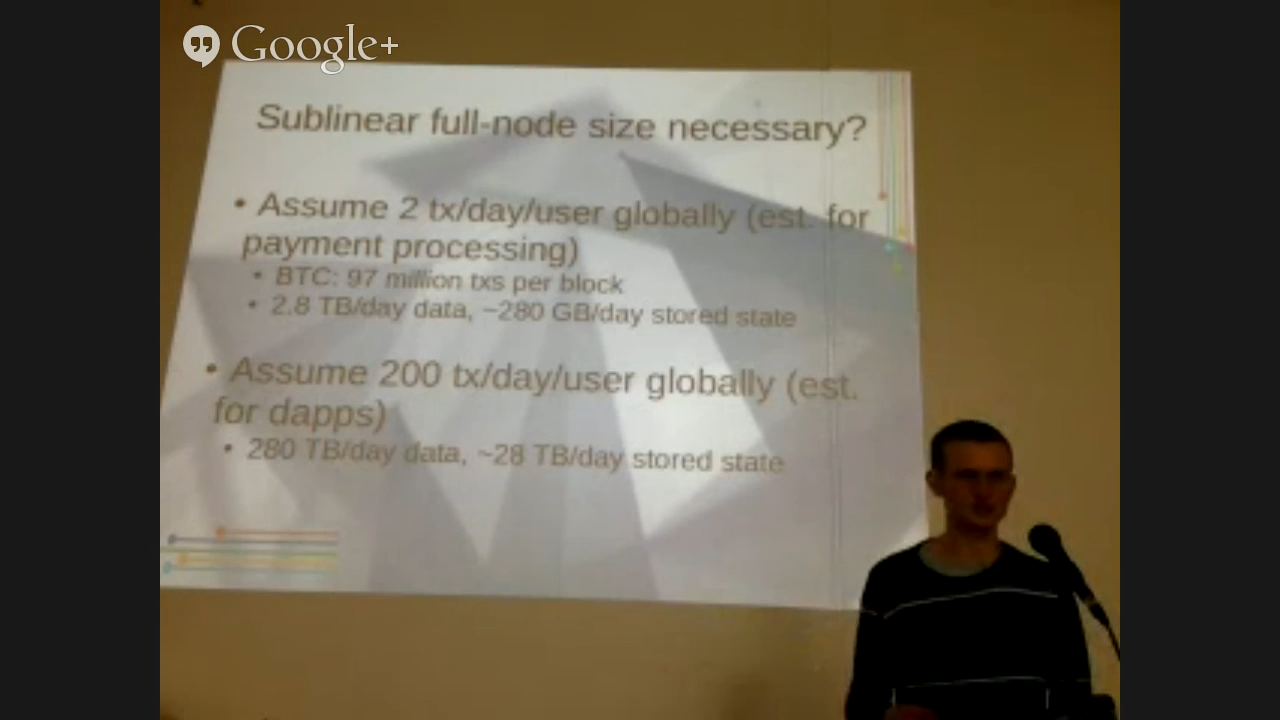 Google+
Sublinear full-node size necessary?
• Assume 2 tx/day/user globally (est. for
payment processing)
• BTC: 97 million txs per block
• 2.8 TB/day data, ~280 GB/day stored state
• Assume 200 tx/day/user globally (est.
for dapps)
• 280 TB/day data, ~28 TB/day stored state